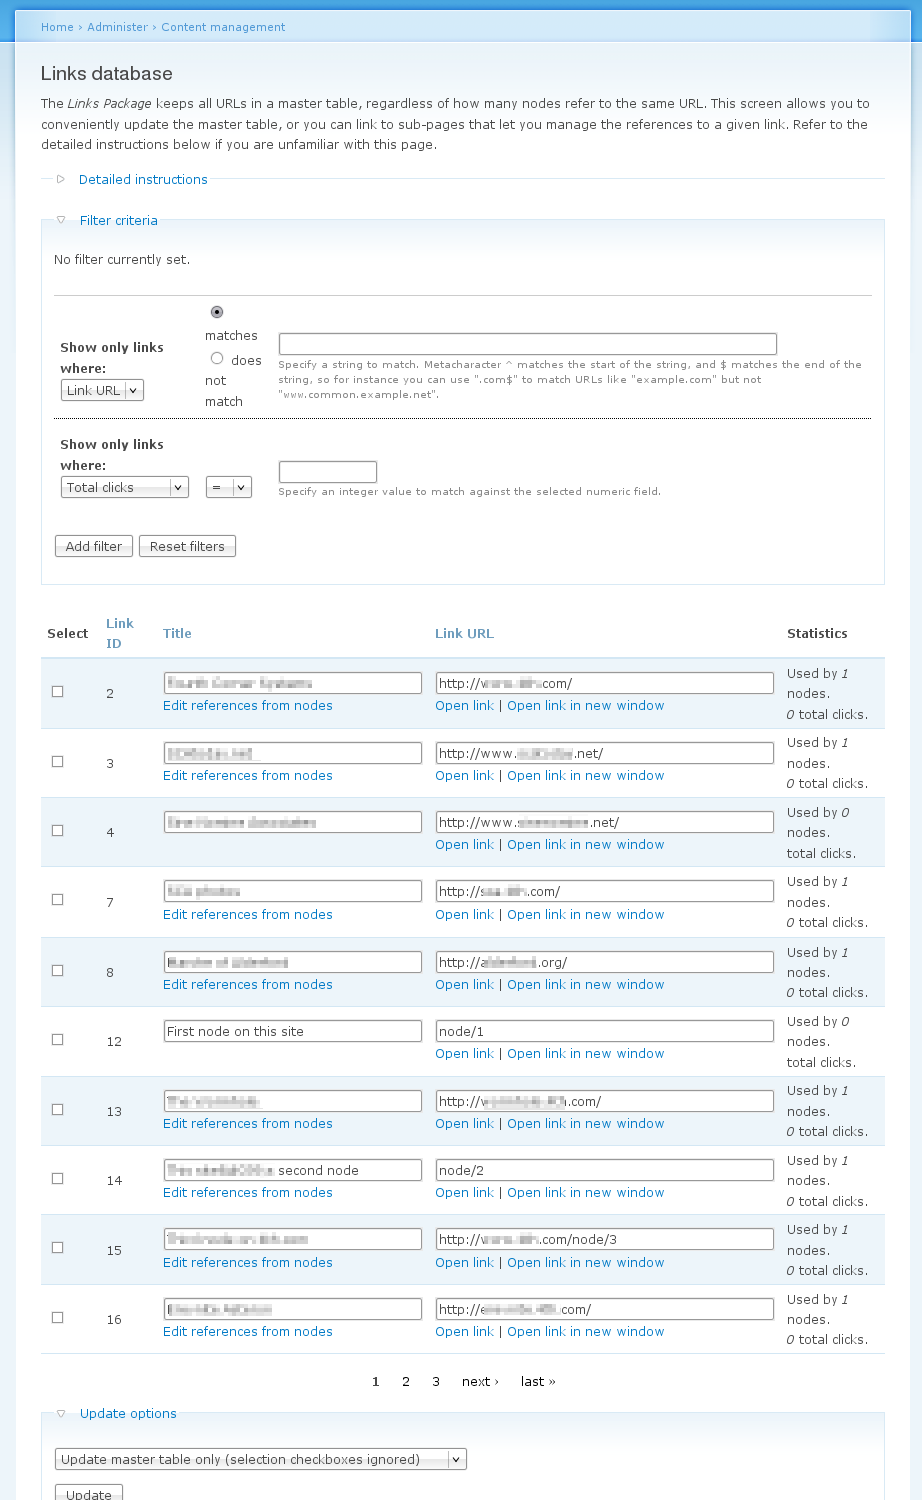 Home › Administer › Content management
Links database
The Links Package keeps all URLs in a master table, regardless of how many nodes refer to the same URL. This screen allows you to
conveniently update the master table, or you can link to sub-pages that let you manage the references to a given link. Refer to the
detailed instructions below if you are unfamiliar with this page.
Detailed instructions
Filter criteria
No filter currently set.
Show only links
where:
Link URL
matches
does
not
match
Specify a string to match. Metacharacter ^ matches the start of the string, and $ matches the end of the
string, so for instance you can use ".com$" to match URLs like "example.com" but not
"www.common.example.net".
Show only links
where:
Total clicks
=
Specify an integer value to match against the selected numeric field.
Add filter Reset filters
Select Link ID Title Link URL Statistics
2 http:// .com/ Used by 1 nodes.
Edit references from nodes Open link | Open link in new window 0 total clicks.
3 http://www. .net/ Used by 1 nodes.
Edit references from nodes Open link | Open link in new window 0 total clicks.
4 http://www. .net/ Used by 0 nodes.
Open link | Open link in new window total clicks.
7 http:// .com/ Used by 1 nodes.
Edit references from nodes Open link | Open link in new window 0 total clicks.
8 http:// .org/ Used by 1 nodes.
Edit references from nodes Open link | Open link in new window 0 total clicks.
12 First node on this site node/1 Used by 0 nodes.
Open link | Open link in new window total clicks.
13 http:// .com/ Used by 1 nodes.
Edit references from nodes Open link | Open link in new window 0 total clicks.
14 second node node/2 Used by 1 nodes.
Edit references from nodes Open link | Open link in new window 0 total clicks.
15 http:// .com/node/3 Used by 1 nodes.
Edit references from nodes Open link | Open link in new window 0 total clicks.
16 http:// .com/ Used by 1 nodes.
Edit references from nodes Open link | Open link in new window 0 total clicks.
1 2 3 next › last »
Update options
Update master table only (selection checkboxes ignored)
Update